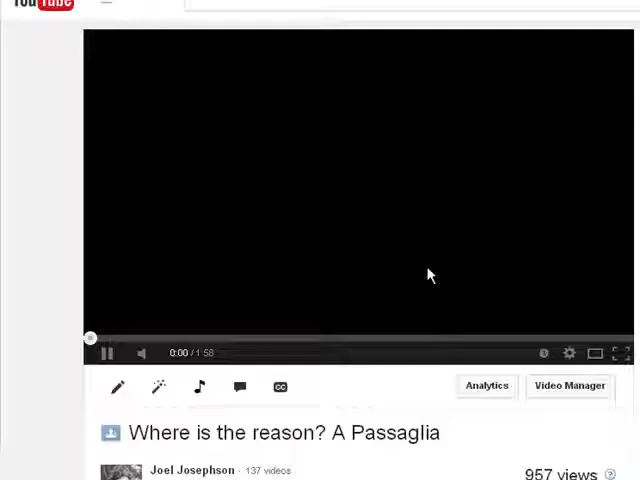 YouTube
0:00 / 1:58
CC
Analytics
Video Manager
Where is the reason? A Passaglia
Joel Josephson · 137 videos
957 views